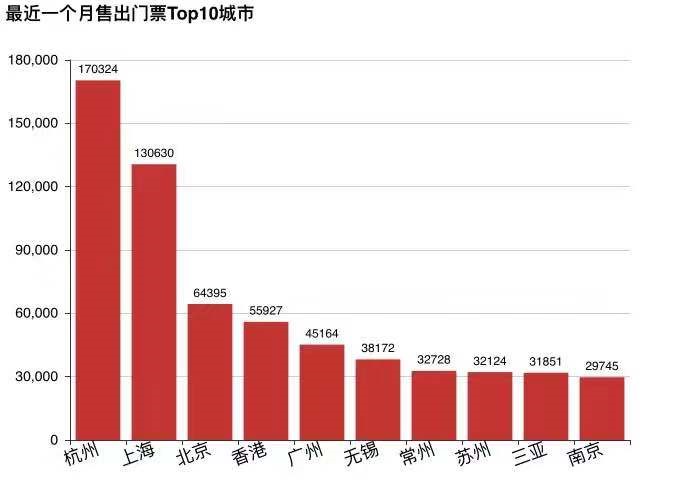 最近一个月售出门票Top10城市
180,000
170324
150,000
130630
120,000
90,000
64395
60,000
55927
45164
38172
32728
32124
31851
29745
30,000
0
杭州
上海
北京
香港
广州
无锡
常州
苏州
三亚
南京